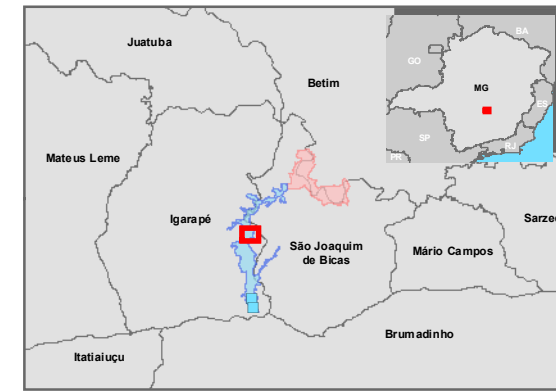 Juatuba
BA
GO
Betim
MG
ES
SP
RJ
PR
Mateus Leme
Igarapé
São Joaquim
de Bicas
Mário Campos
Sarze
Brumadinho
Itatiaiuçu